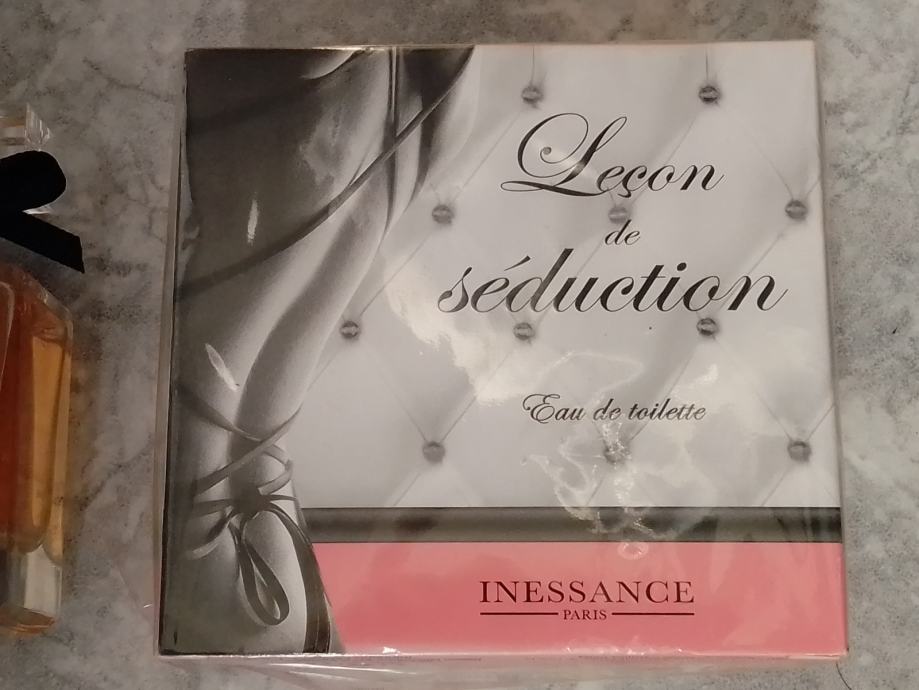 Leçon
de
séduction
Eau de toilette
INESSANCE
PARIS